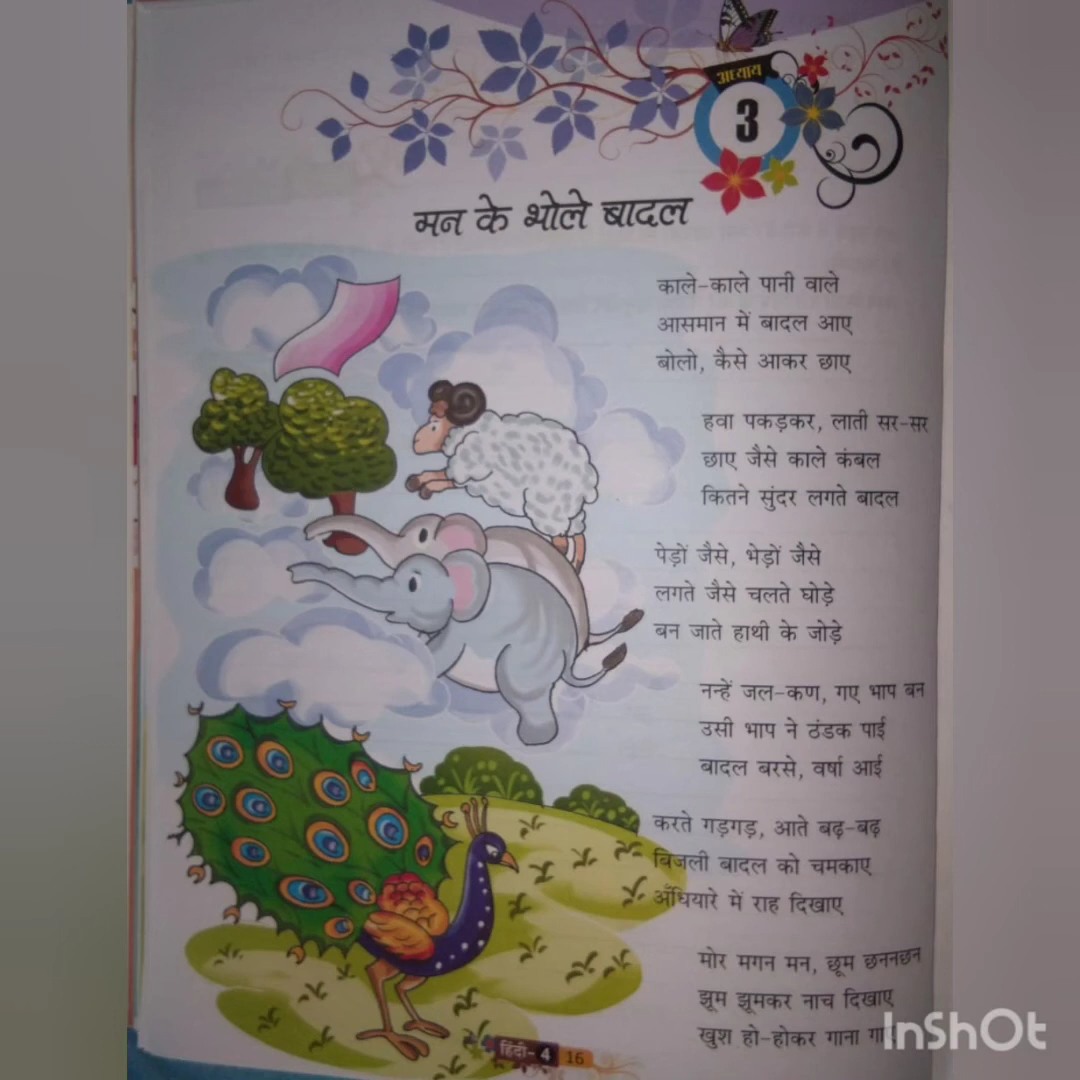 अध्याय
3
मन के भोले बादल
काले-काले पानी वाले
आसमान में बादल आए
बोलो, कैसे आकर छाए
हवा पकड़कर, लाती सर-सर
छाए जैसे काले कंबल
कितने सुंदर लगते बादल
पेड़ों जैसे, भेड़ों जैसे
लगते जैसे चलते घोड़े
बन जाते हाथी के जोड़े
नन्हें जल-कण, गए भाप बन
उसी भाप ने ठंडक पाई
बादल बरसे, वर्षा आई
करते गड़गड़, आते बढ़-बढ़
बिजली बादल को चमकाए
अँधियारे में राह दिखाए
मोर मगन मन, छूम छननछन
झूम झूमकर नाच दिखाए
खुश हो-होकर गाना
InShOt
हिंदी-4 16